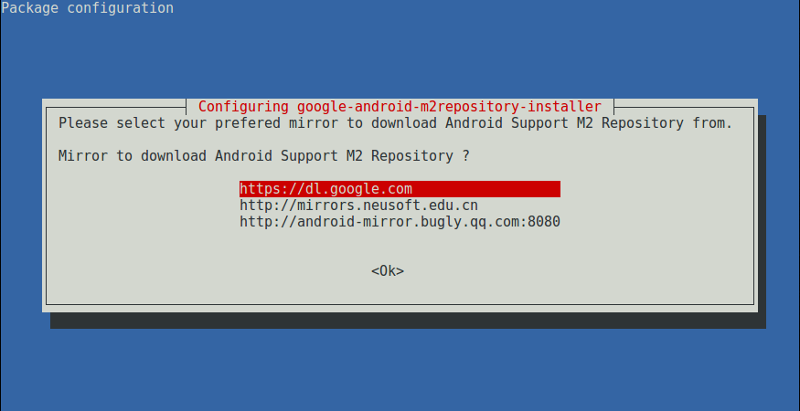 Package configuration
Configuring google-android-m2repository-installer
Please select your prefered mirror to download Android Support M2 Repository from.
Mirror to download Android Support M2 Repository ?
https://dl.google.com
http://mirrors.neusoft.edu.cn
http://android-mirror.bugly.qq.com:8080
<Ok>